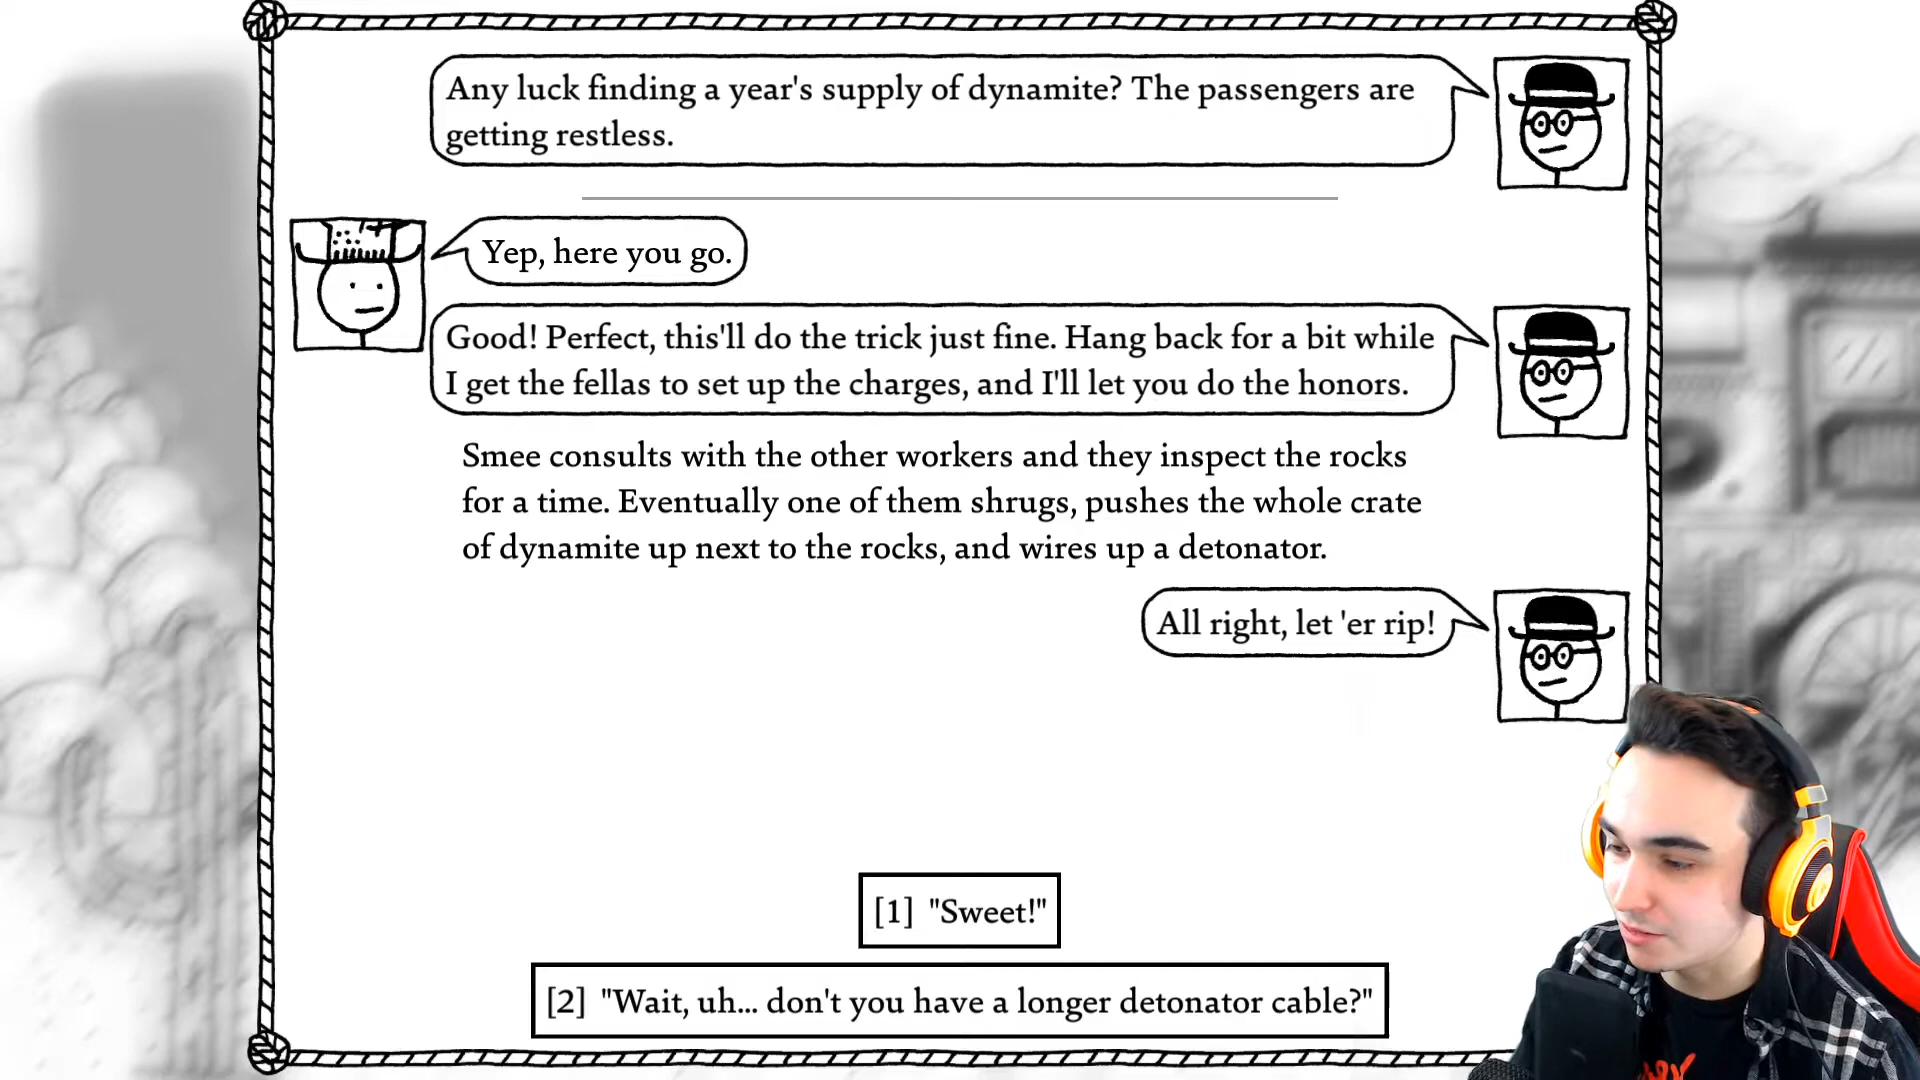 Any luck finding a year's supply of dynamite? The passengers are
getting restless.
Yep, here you go.
Good! Perfect, this'll do the trick just fine. Hang back for a bit while
I get the fellas to set up the charges, and I'll let you do the honors.
Smee consults with the other workers and they inspect the rocks
for a time. Eventually one of them shrugs, pushes the whole crate
of dynamite up next to the rocks, and wires up a detonator.
All right, let 'er rip!
[1] "Sweet!"
[2] "Wait, uh... don't you have a longer detonator cable?"